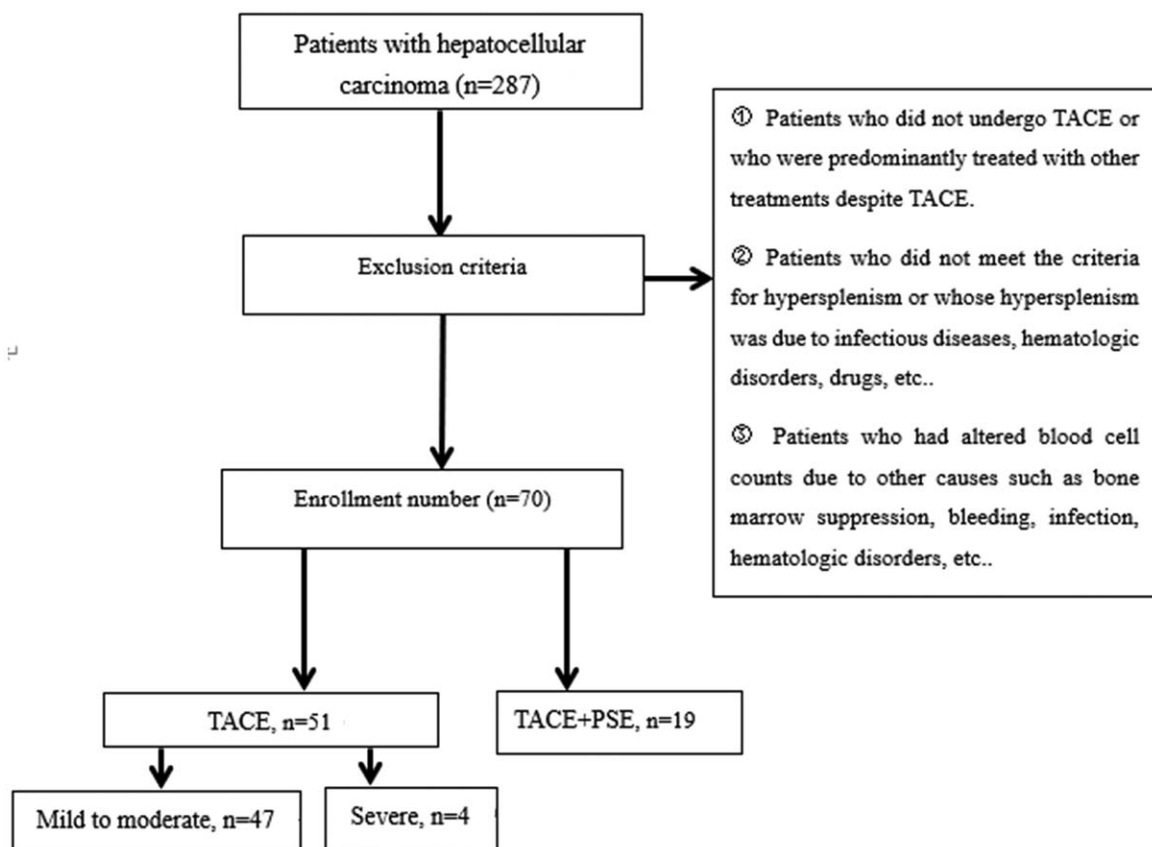 Patients with hepatocellular
carcinoma (n=287)
Exclusion criteria
① Patients who did not undergo TACE or
who were predominantly treated with other
treatments despite TACE.
② Patients who did not meet the criteria
for hypersplenism or whose hypersplenism
was due to infectious diseases, hematologic
disorders, drugs, etc..
③ Patients who had altered blood cell
counts due to other causes such as bone
marrow suppression, bleeding, infection,
hematologic disorders, etc..
Enrollment number (n=70)
TACE, n=51
TACE+PSE, n=19
Mild to moderate, n=47
Severe, n=4